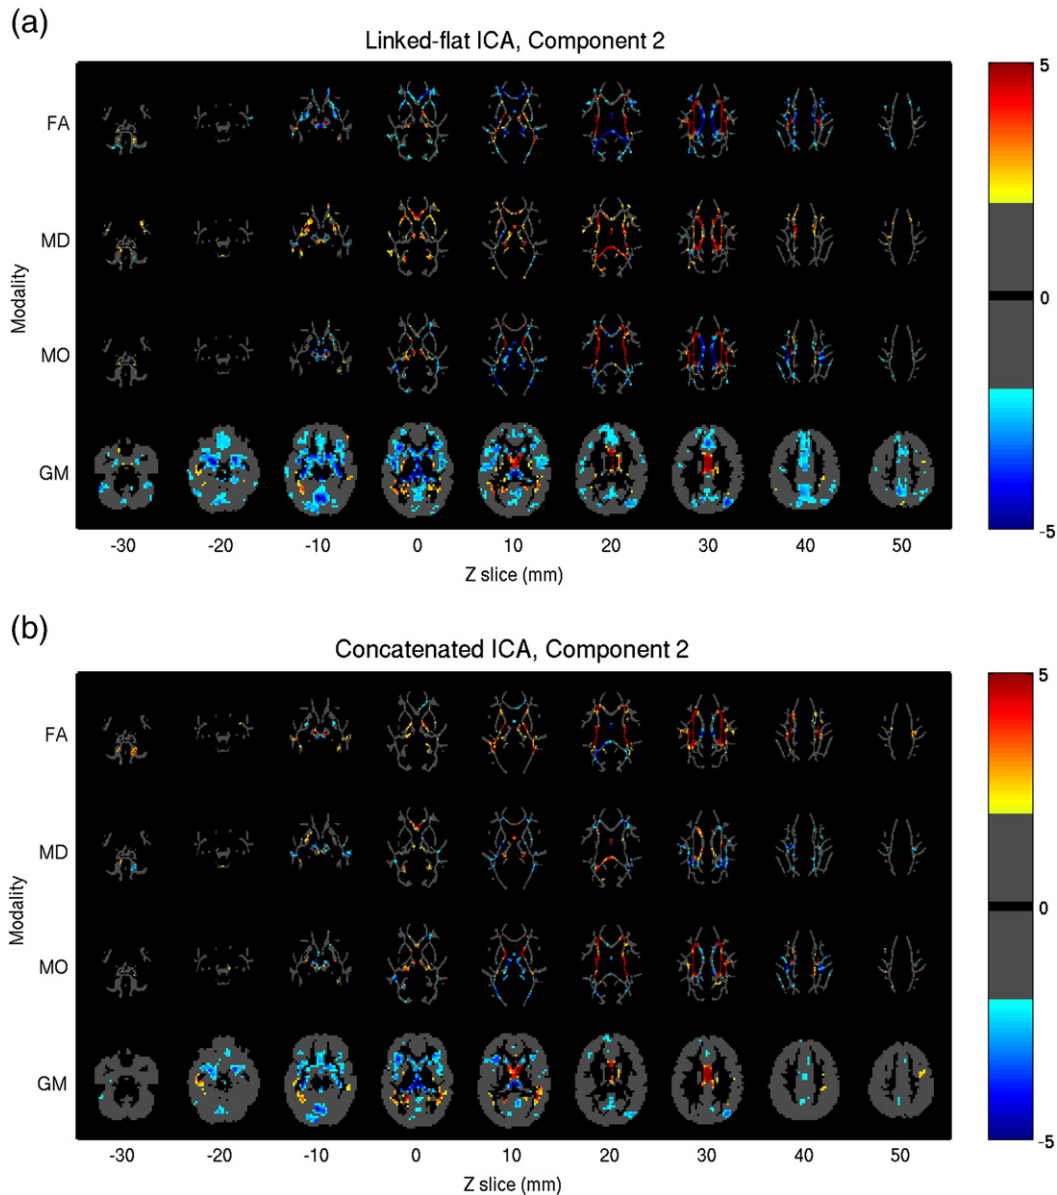 (a)
Linked-flat ICA, Component 2
5
FA
MD
0
Modality
MO
GM
-5
-30 -20 -10 0 10 20 30 40 50
Z slice (mm)
(b)
Concatenated ICA, Component 2
5
FA
MD
0
Modality
MO
GM
-5
-30 -20 -10 0 10 20 30 40 50
Z slice (mm)